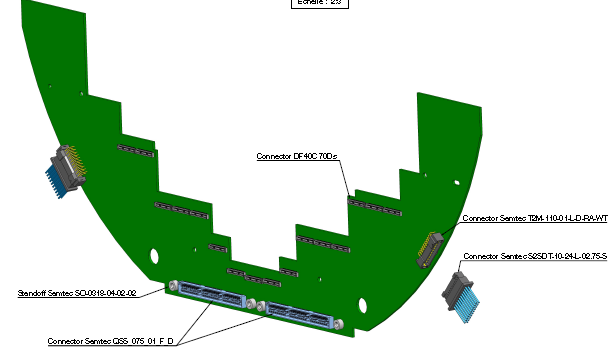 Echelle : 2:3
Connector DF40C 70Ds
Connector Samtec T2M-110-01-L-D-RA-WT
Connector Samtec S2SDT-10-24-L-02.75-S
Standoff Samtec SO-0318-04-02-02
Connector Samtec QSS_075_01_F_D